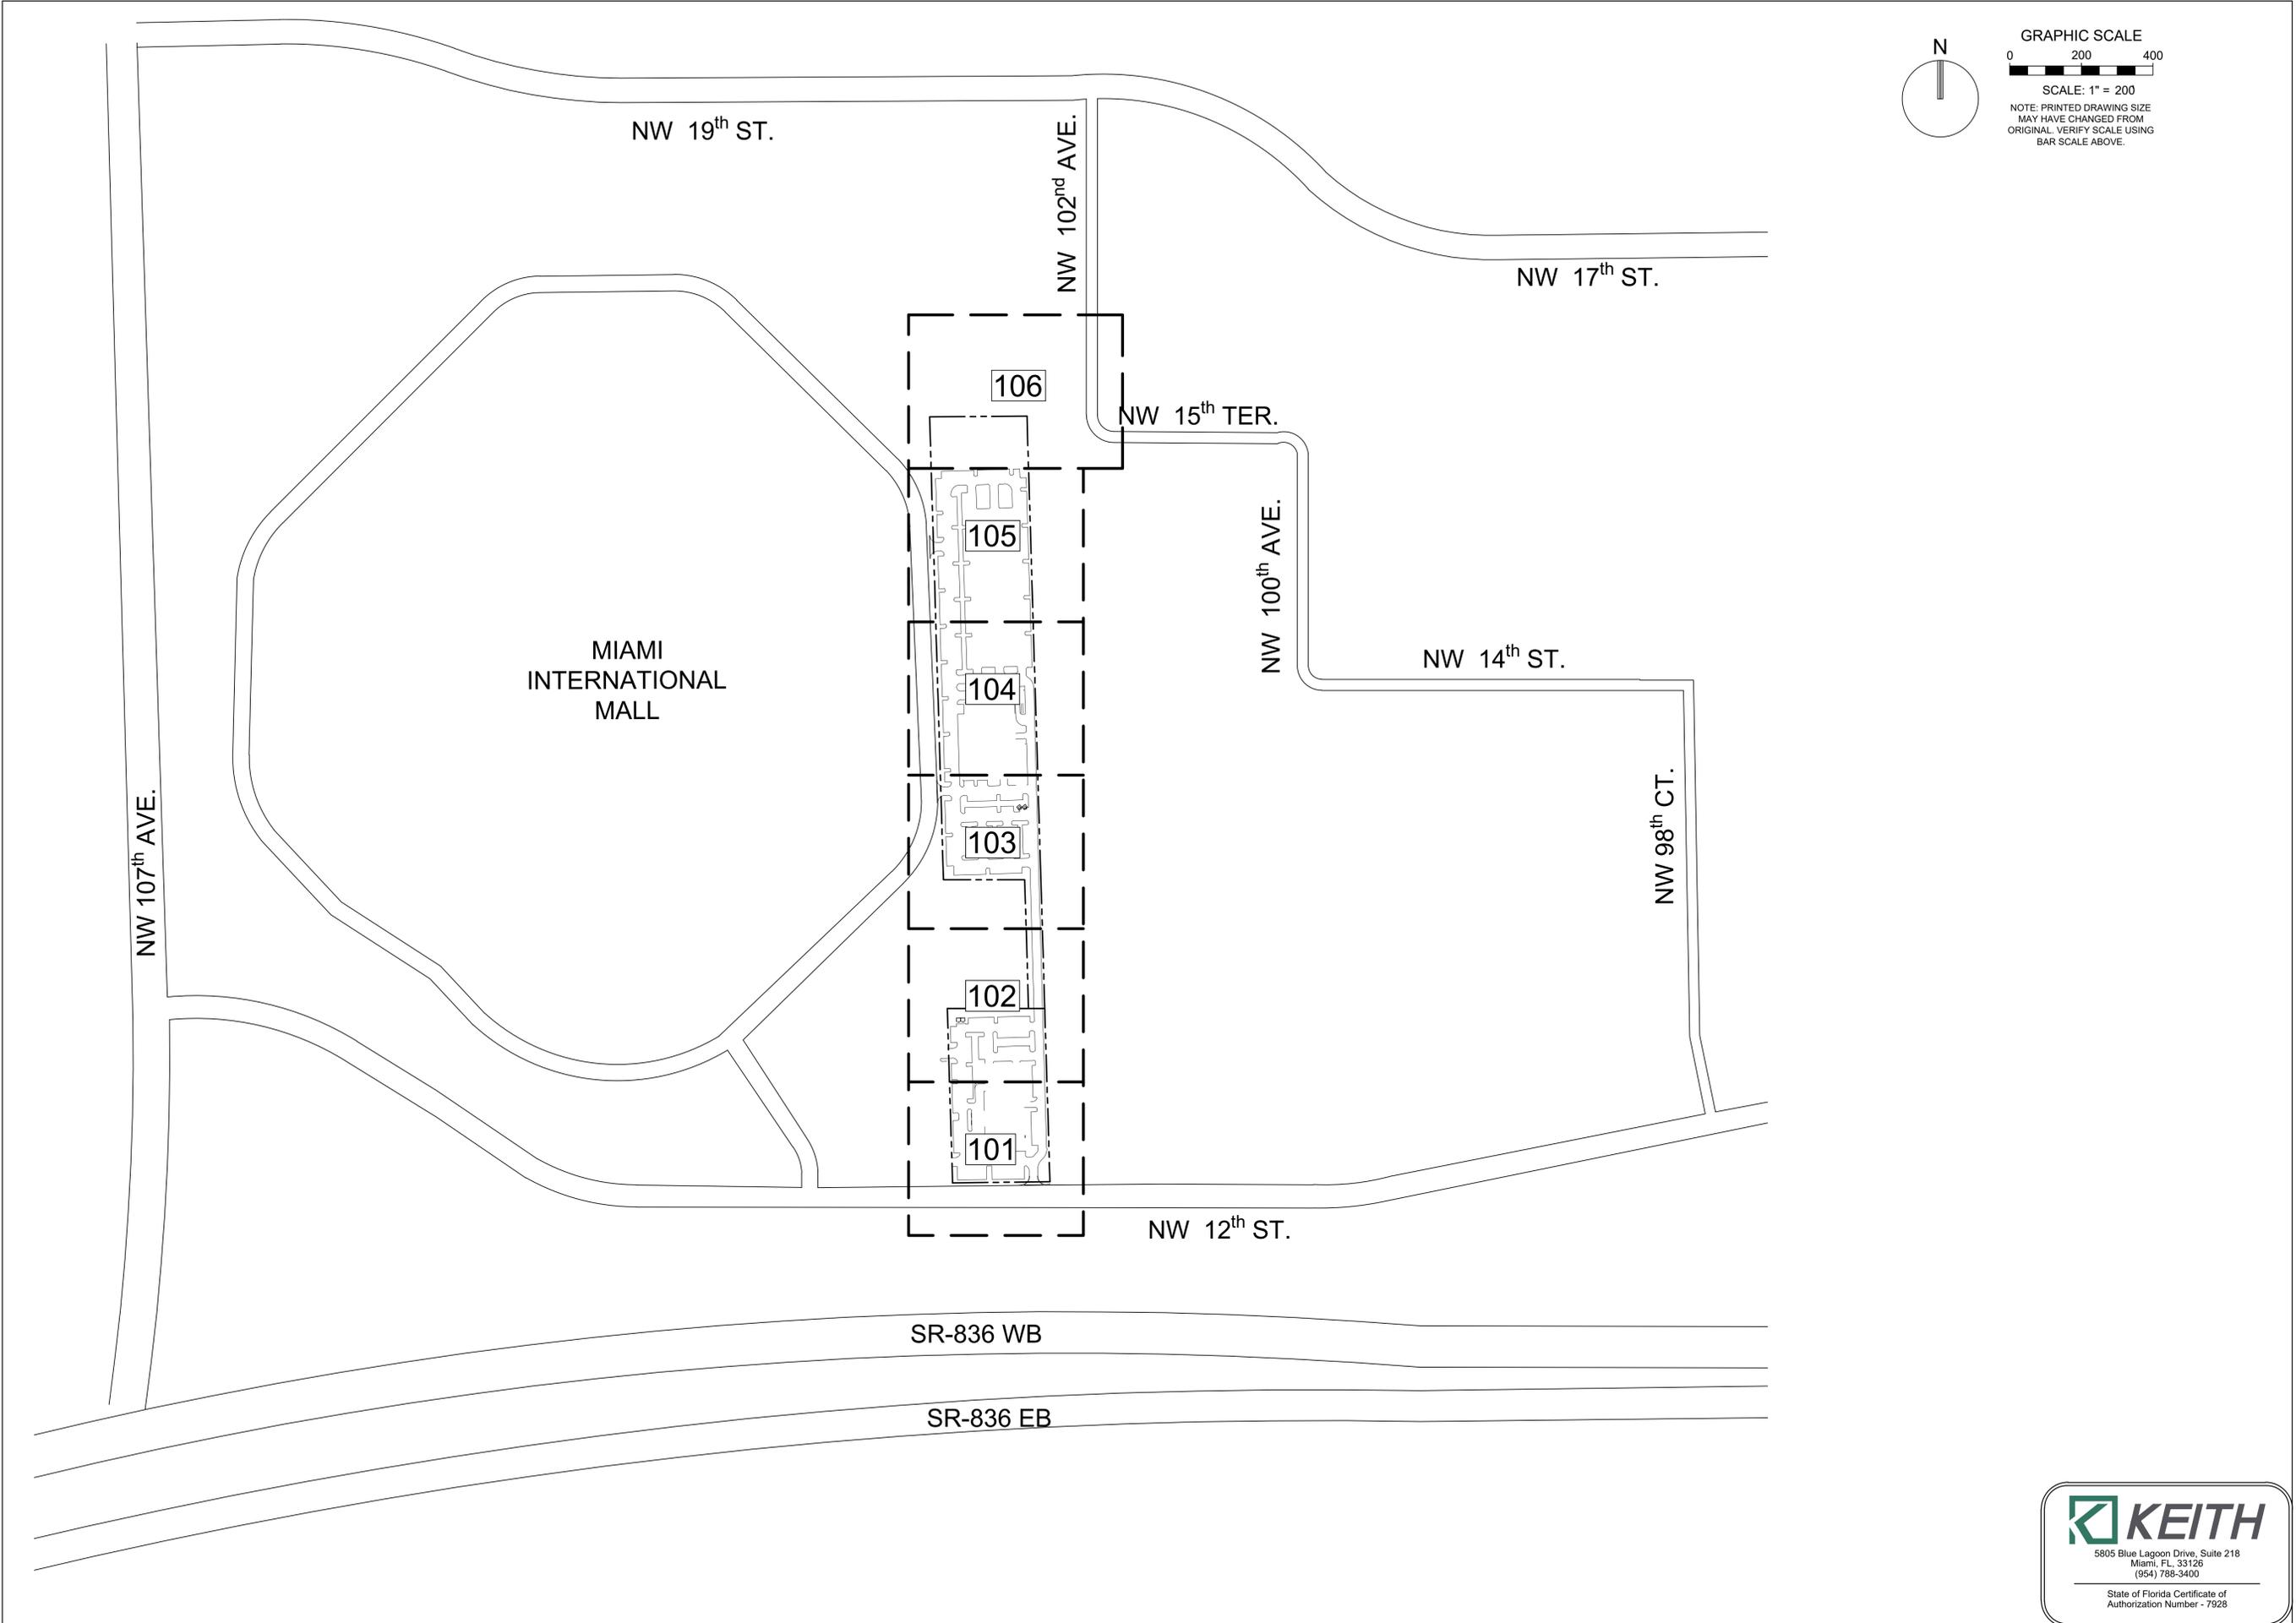 N
GRAPHIC SCALE
0 200 400
SCALE: 1" = 200'
NOTE: PRINTED DRAWING SIZE
MAY HAVE CHANGED FROM
ORIGINAL. VERIFY SCALE USING
BAR SCALE ABOVE.
NW 19th ST.
NW 102nd AVE.
NW 17th ST.
106
NW 15th TER.
105
NW 100th AVE.
MIAMI
INTERNATIONAL
MALL
NW 14th ST.
104
NW 107th AVE.
103
NW 98th CT.
102
101
NW 12th ST.
SR-836 WB
SR-836 EB
KEITH
5805 Blue Lagoon Drive, Suite 218
Miami, FL, 33126
(954) 788-3400
State of Florida Certificate of
Authorization Number - 7928